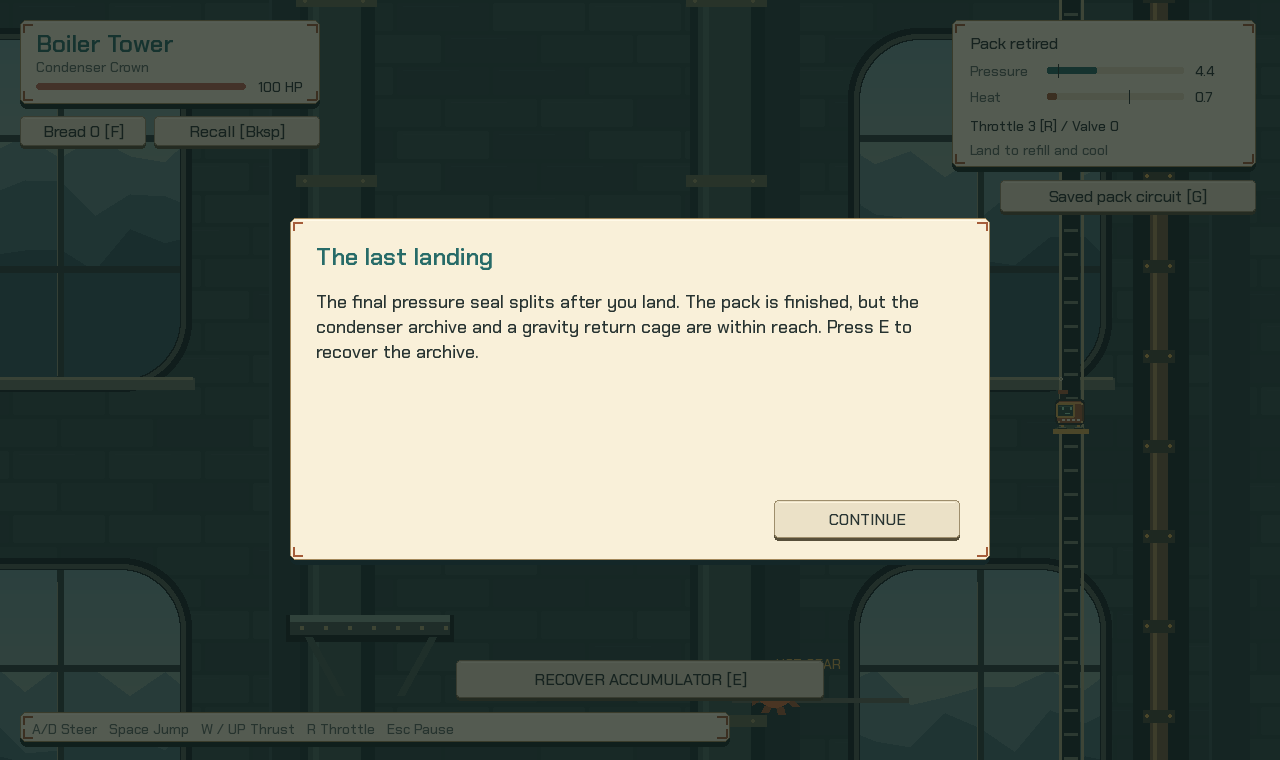 Boiler Tower
Condenser Crown
100 HP
Bread 0 [F]
Recall [Bksp]
Pack retired
Pressure 4.4
Heat 0.7
Throttle 3 [R] / Valve 0
Land to refill and cool
Saved pack circuit [G]
The last landing
The final pressure seal splits after you land. The pack is finished, but the
condenser archive and a gravity return cage are within reach. Press E to
recover the archive.
CONTINUE
RECOVER ACCUMULATOR [E]
A/D Steer Space Jump W / UP Thrust R Throttle Esc Pause